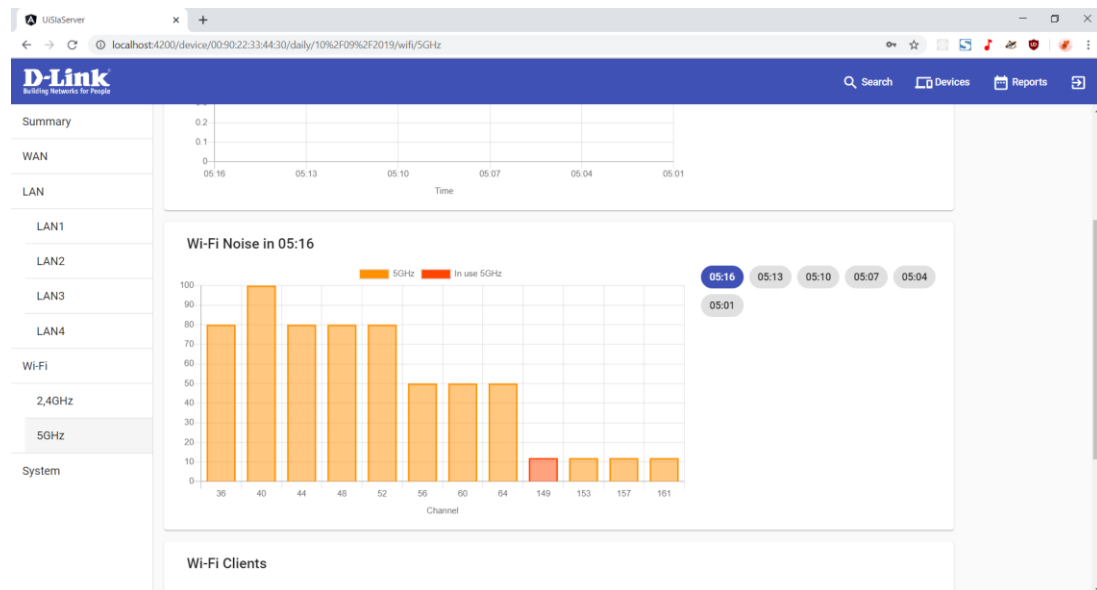 UiSlaServer
localhost:4200/device/00:90:22:33:44:30/daily/10%2F09%2F2019/wifi/5GHz
D-Link
Building Networks for People
Search Devices Reports
Summary
WAN
LAN
LAN1
LAN2
LAN3
LAN4
Wi-Fi
2,4GHz
5GHz
System
0.2
0.1
0
05:16 05:13 05:10 05:07 05:04 05:01
Time
Wi-Fi Noise in 05:16
5GHz In use 5GHz
100
90
80
70
60
50
40
30
20
10
0
36 40 44 48 52 56 60 64 149 153 157 161
Channel
05:16 05:13 05:10 05:07 05:04
05:01
Wi-Fi Clients